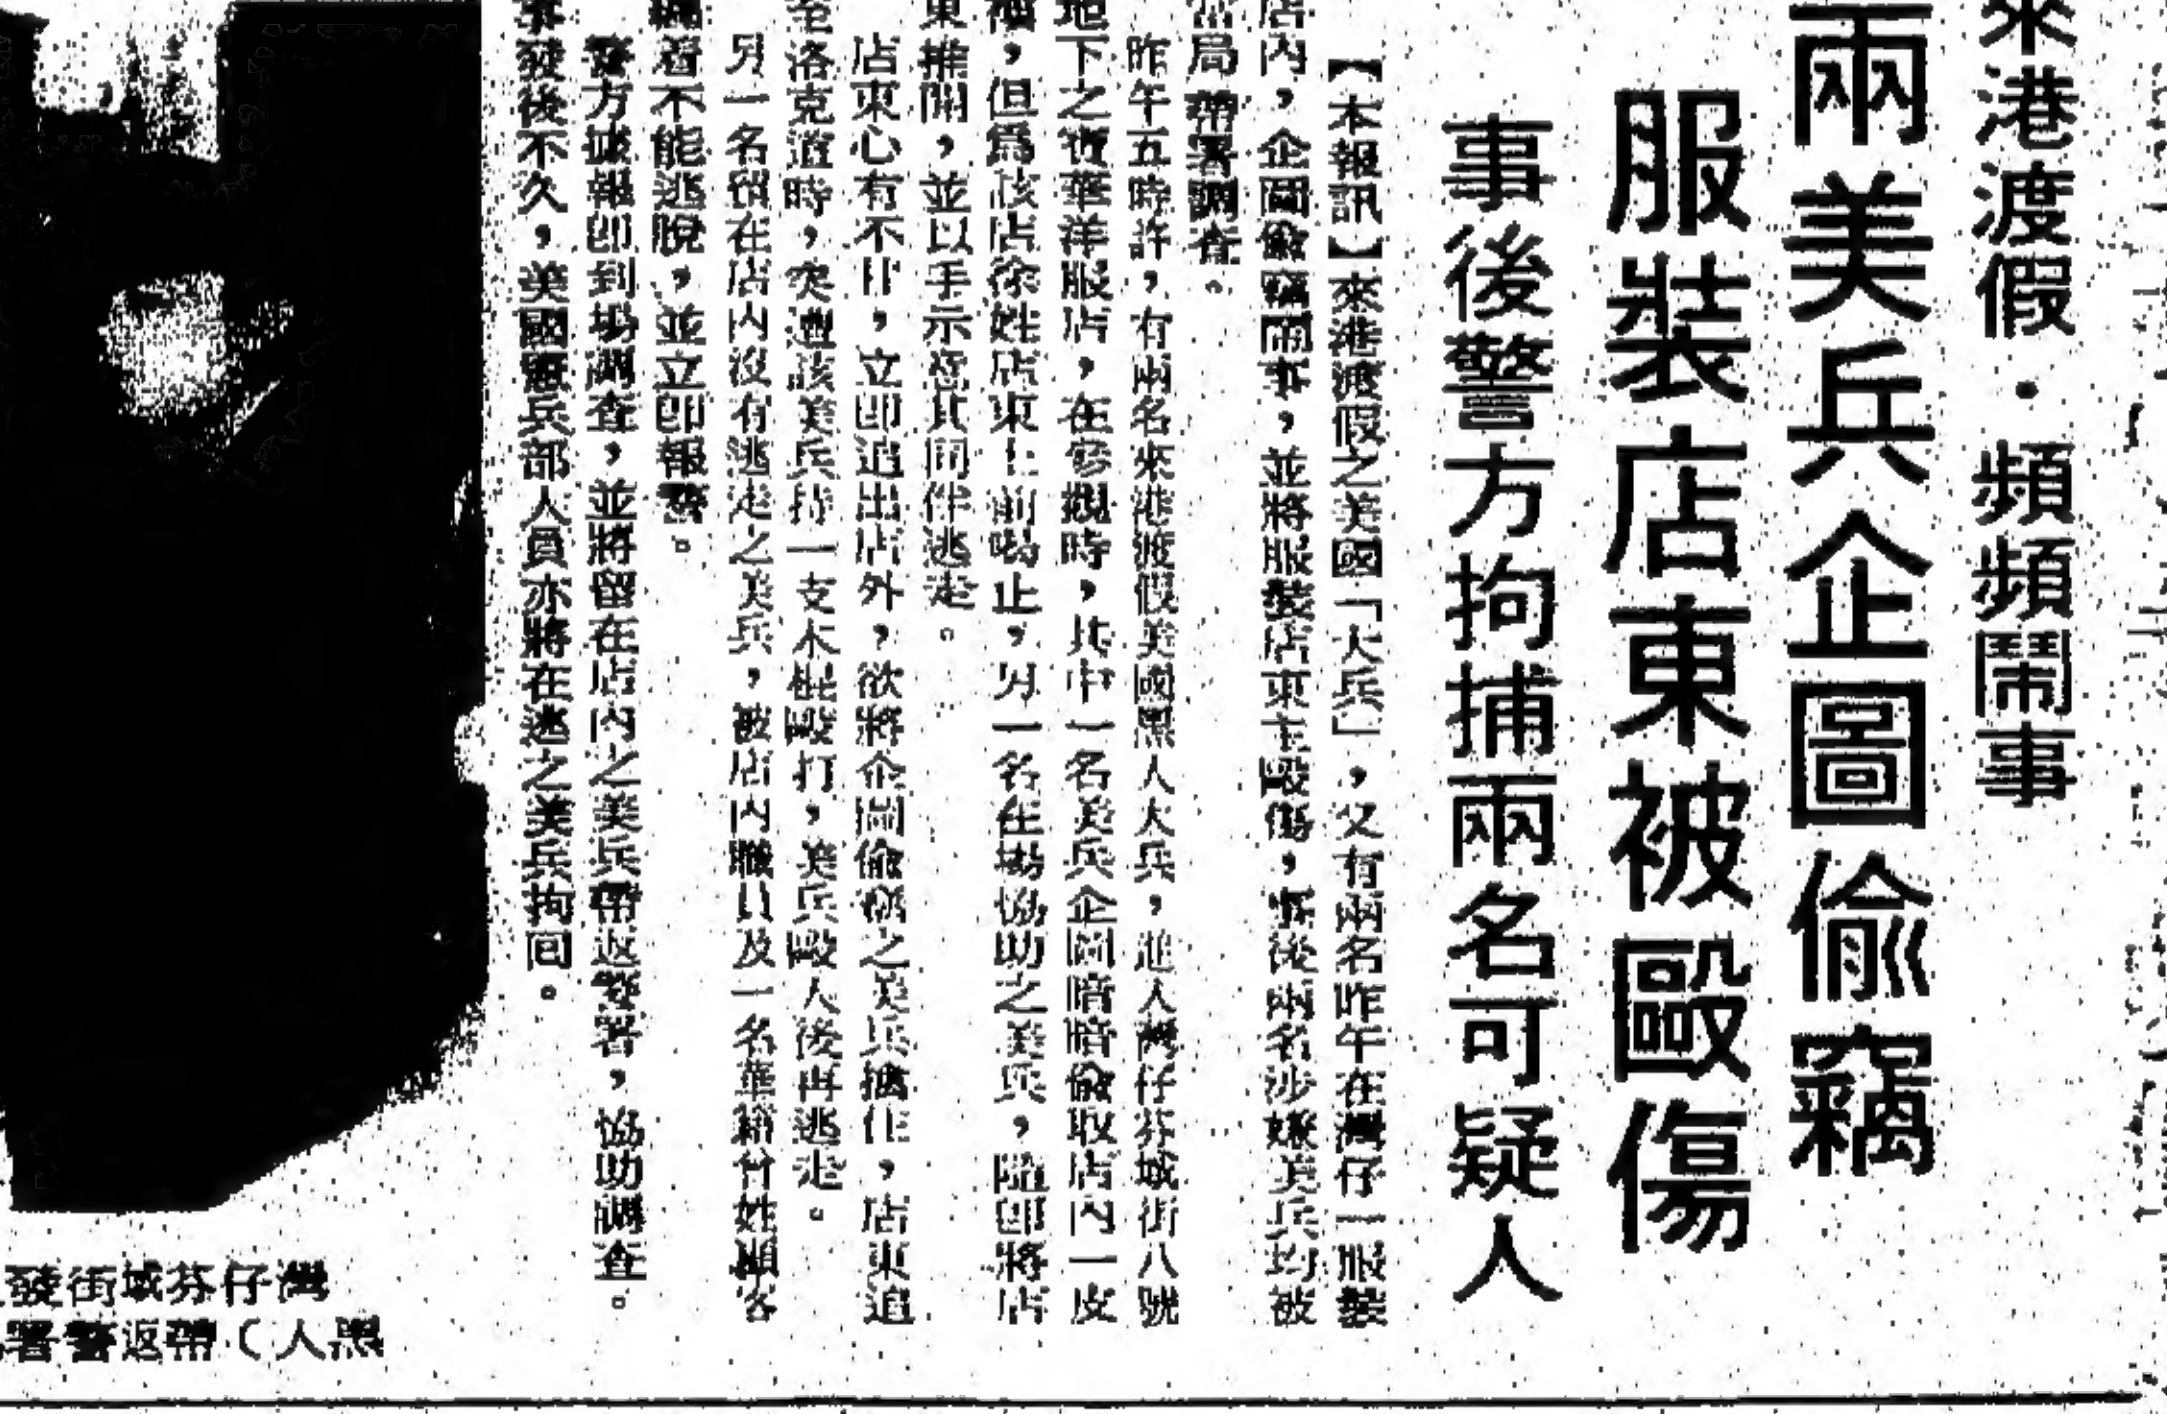 來港渡假·頻頻鬧事
兩美兵企圖偷竊
服裝店東被毆傷
事後警方拘捕兩名可疑人
【本報訊】來港渡假之美國「大兵」，又有兩名昨午在灣仔一服裝
店內，企圖偷竊鬧事，並將服裝店東主毆傷，事後兩名涉嫌美兵均被
當局帶署調查。
昨午五時許，有兩名來港渡假美國黑人大兵，進入灣仔芬域街八號
地下之寶華洋服店，在參觀時，其中一名美兵企圖暗暗偷取店內一皮
褸，但為該店徐姓店東上前喝止，另一名在場協助之美兵，隨即將店
東推開，並以手示意其同伴逃走。
店東心有不甘，立即追出店外，欲將企圖偷竊之美兵擒住，店東追
至洛克道時，突遭該美兵持一支木棍毆打，美兵毆人後再逃走。
另一名留在店內沒有逃走之美兵，被店內職員及一名華籍曾姓顧客
纏着不能逃脫，並立即報警。
警方據報即到場調查，並將留在店內之美兵帶返警署，協助調查。
事發後不久，美國憲兵部人員亦將在逃之美兵拘回。
灣仔芬域街發
黑人（帶返警署